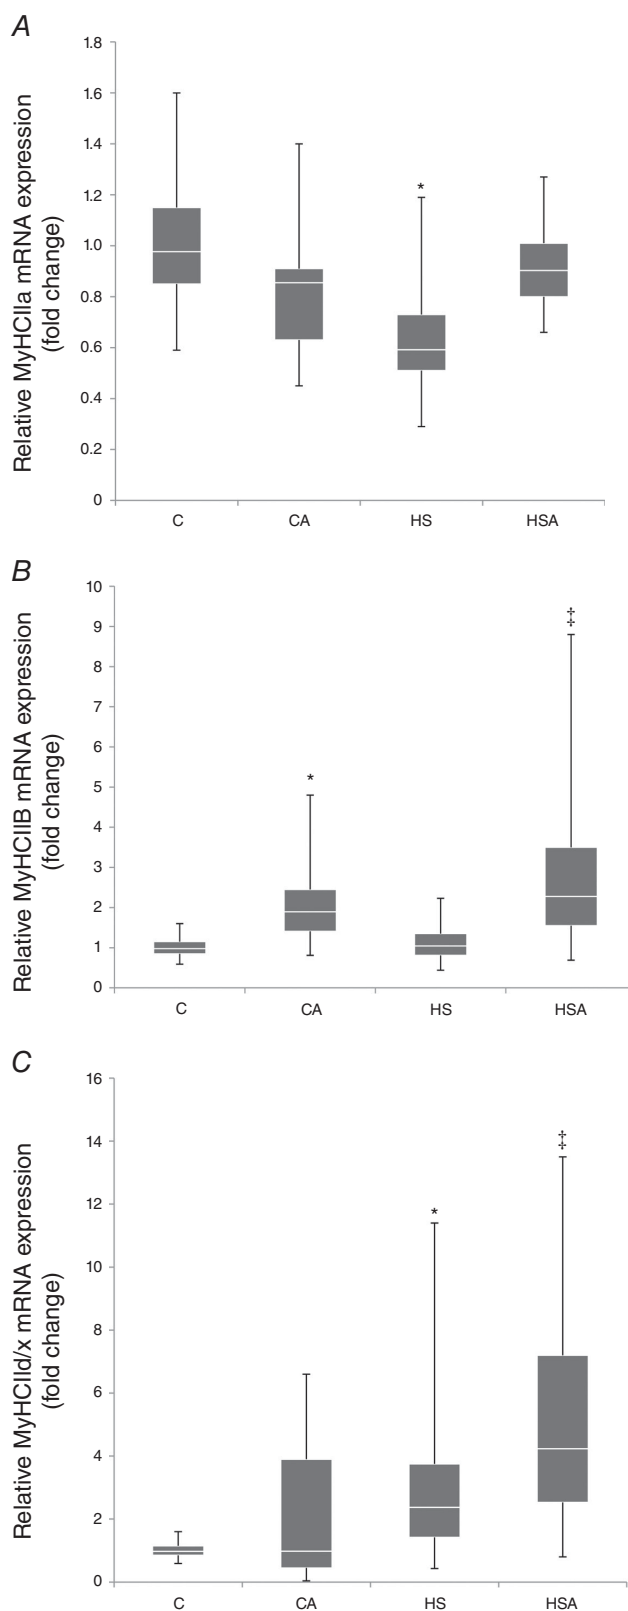 A
Relative MyHCIIa mRNA expression
(fold change)
1.8
1.6
1.4
1.2
1.0
0.8
0.6
0.4
0.2
0
*
C
CA
HS
HSA
B
Relative MyHCIIB mRNA expression
(fold change)
10
9
8
7
6
5
4
3
2
1
0
*
‡
C
CA
HS
HSA
C
Relative MyHCIId/x mRNA expression
(fold change)
16
14
12
10
8
6
4
2
0
*
‡
C
CA
HS
HSA